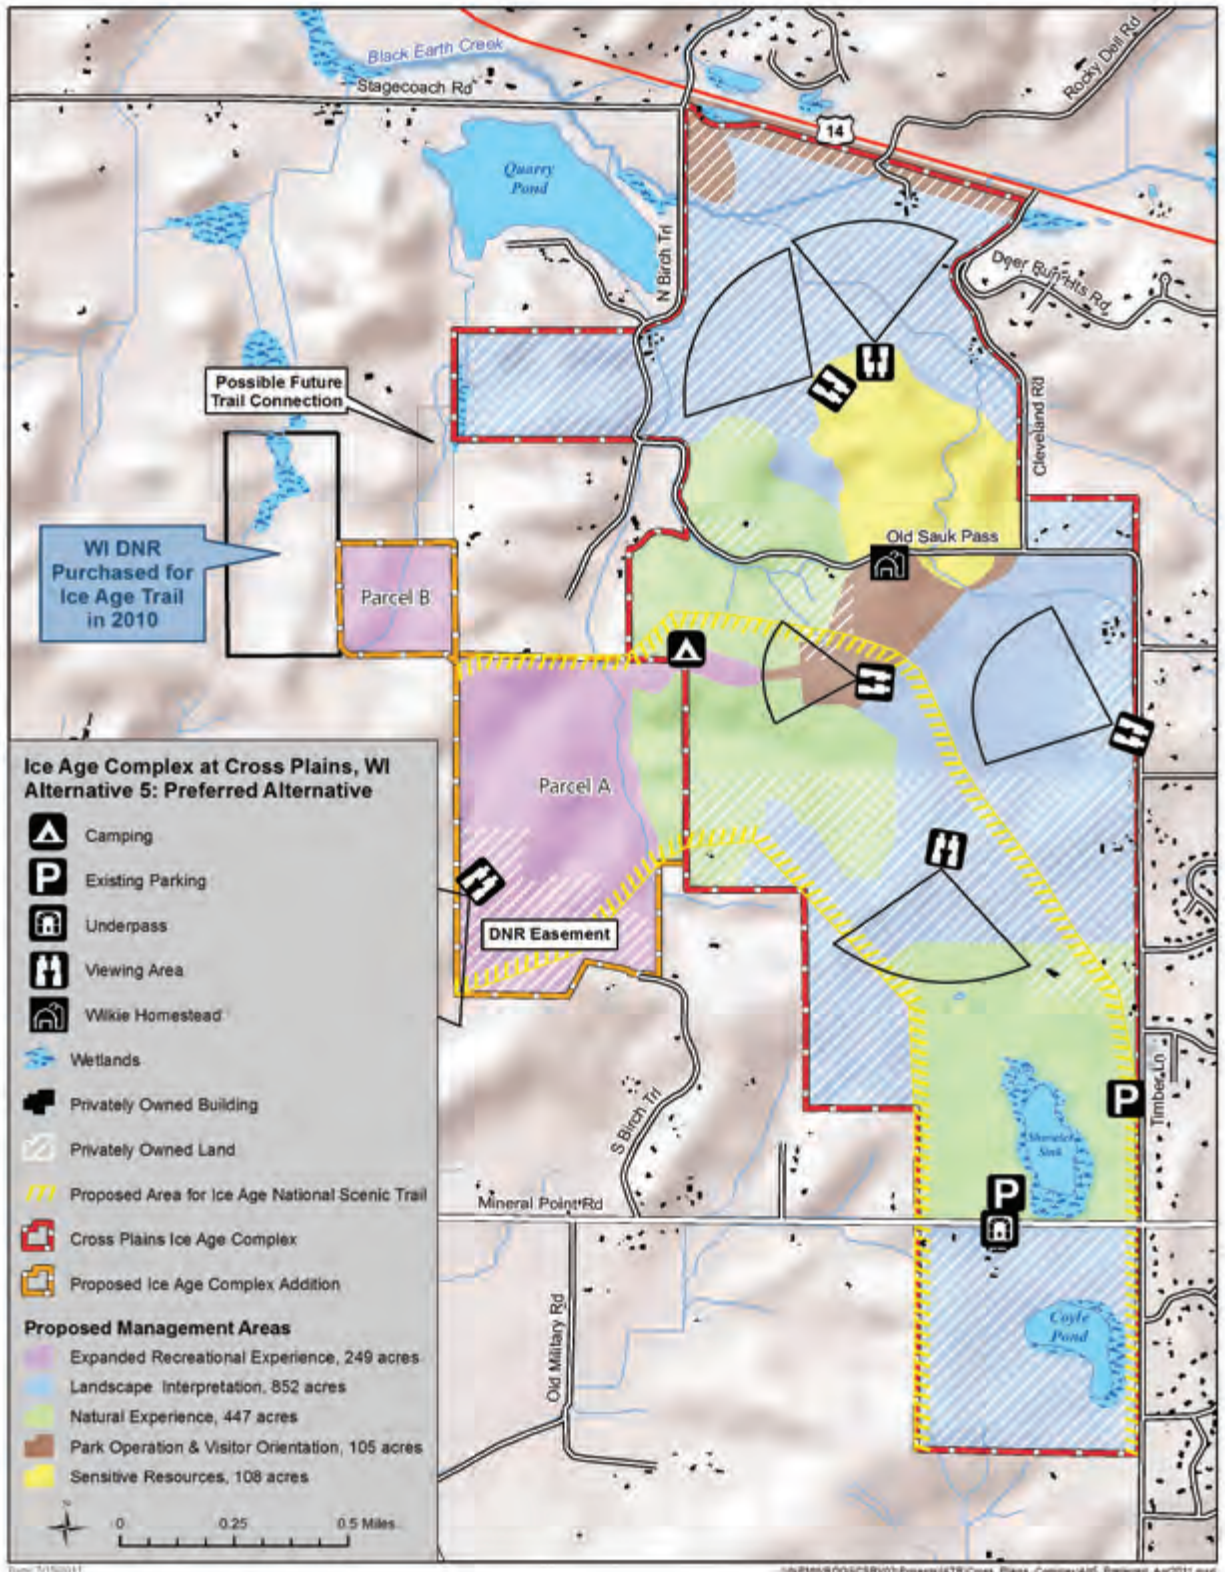 Black Earth Creek
Stagecoach Rd
Rocky Dell Rd
14
Quarry
Pond
N Birch Trl
Deer Run Hts Rd
Possible Future
Trail Connection
Cleveland Rd
WI DNR
Purchased for
Ice Age Trail
in 2010
Old Sauk Pass
Parcel B
Parcel A
DNR Easement
Ice Age Complex at Cross Plains, WI
Alternative 5: Preferred Alternative
Camping
P
Existing Parking
Underpass
Viewing Area
Wilkie Homestead
Wetlands
Privately Owned Building
Privately Owned Land
Proposed Area for Ice Age National Scenic Trail
Cross Plains Ice Age Complex
Proposed Ice Age Complex Addition
Proposed Management Areas
Expanded Recreational Experience, 249 acres
Landscape Interpretation, 852 acres
Natural Experience, 447 acres
Park Operation & Visitor Orientation, 105 acres
Sensitive Resources, 108 acres
0 0.25 0.5 Miles
S Birch Trl
Mineral Point Rd
Old Military Rd
P
Timber Ln
Sink
P
Coyle
Pond